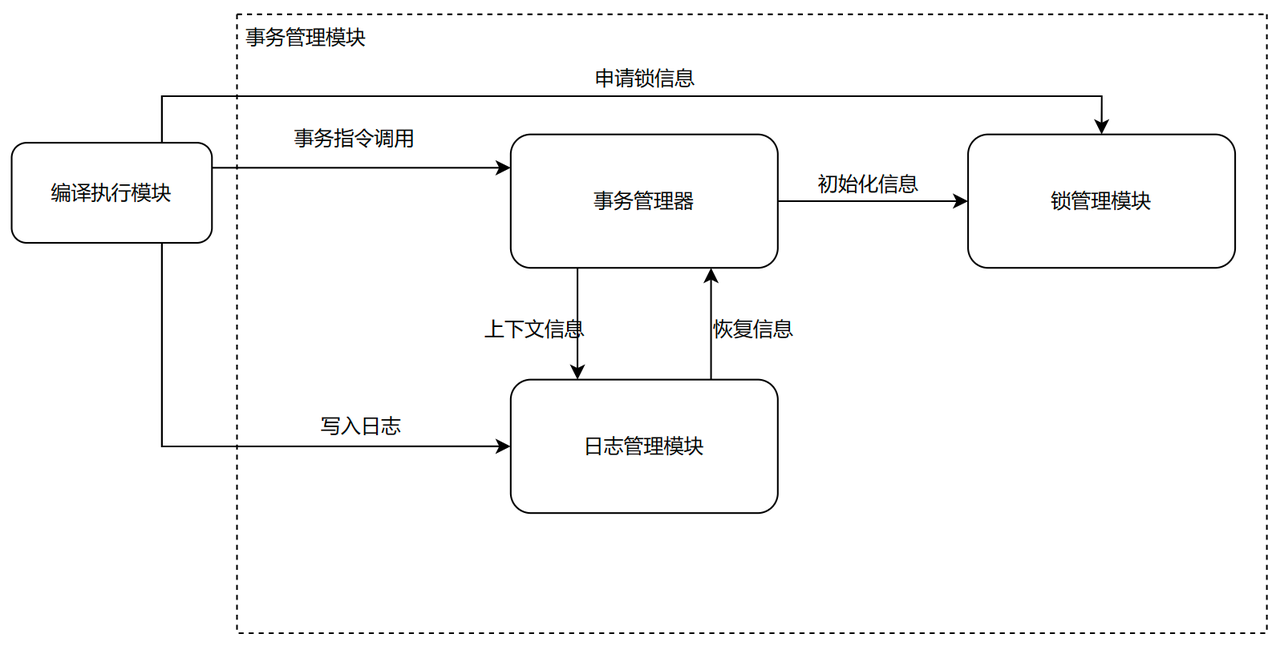 事务管理模块
申请锁信息
事务指令调用
编译执行模块
事务管理器
初始化信息
锁管理模块
上下文信息
恢复信息
写入日志
日志管理模块